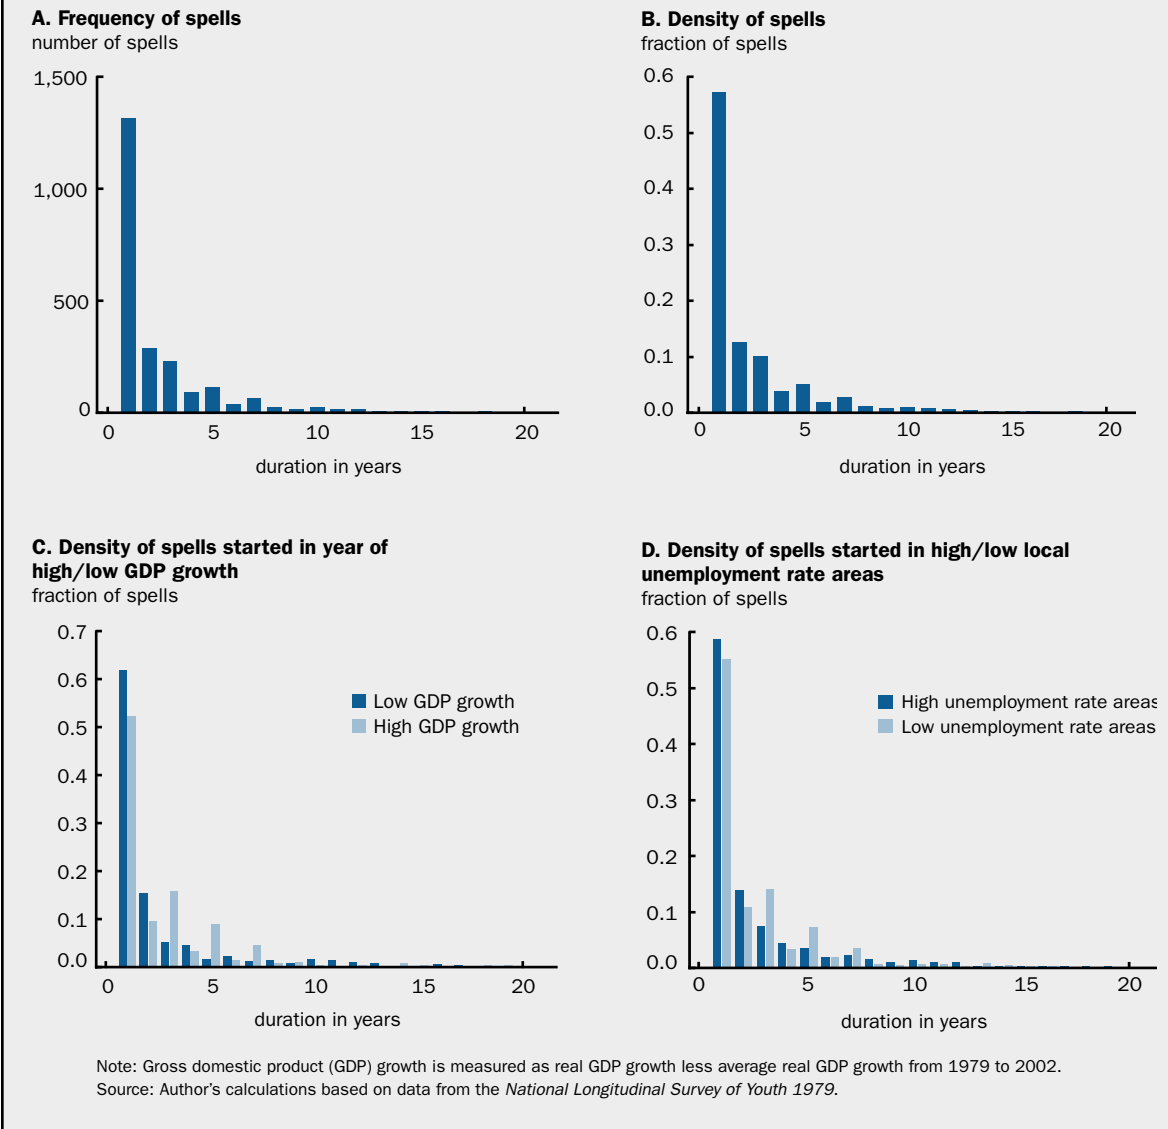 A. Frequency of spells
number of spells
1,500
1,000
500
0
0 5 10 15 20
duration in years
B. Density of spells
fraction of spells
0.6
0.5
0.4
0.3
0.2
0.1
0.0
0 5 10 15 20
duration in years
C. Density of spells started in year of
high/low GDP growth
fraction of spells
0.7
0.6
0.5
0.4
0.3
0.2
0.1
0.0
Low GDP growth
High GDP growth
0 5 10 15 20
duration in years
D. Density of spells started in high/low local
unemployment rate areas
fraction of spells
0.6
0.5
0.4
0.3
0.2
0.1
0.0
High unemployment rate areas
Low unemployment rate areas
0 5 10 15 20
duration in years
Note: Gross domestic product (GDP) growth is measured as real GDP growth less average real GDP growth from 1979 to 2002.
Source: Author’s calculations based on data from the National Longitudinal Survey of Youth 1979.